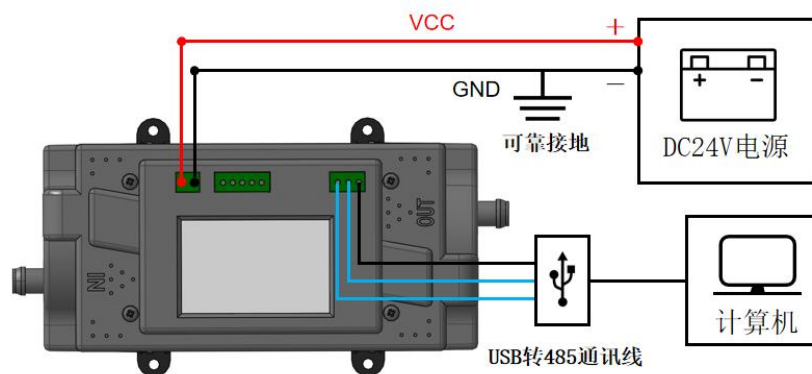 VCC
+
GND
−
可靠接地
+ −
DC24V电源
OUT
IN
USB转485通讯线
计算机